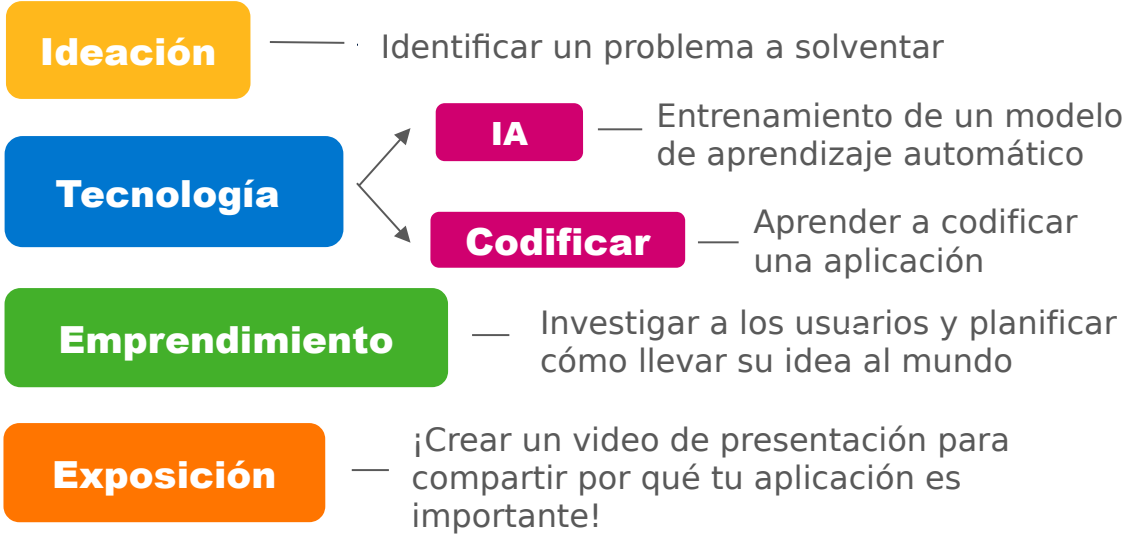 Ideación
Identificar un problema a solventar
Tecnología
IA
Entrenamiento de un modelo
de aprendizaje automático
Codificar
Aprender a codificar
una aplicación
Emprendimiento
Investigar a los usuarios y planificar
cómo llevar su idea al mundo
Exposición
¡Crear un video de presentación para
compartir por qué tu aplicación es
importante!